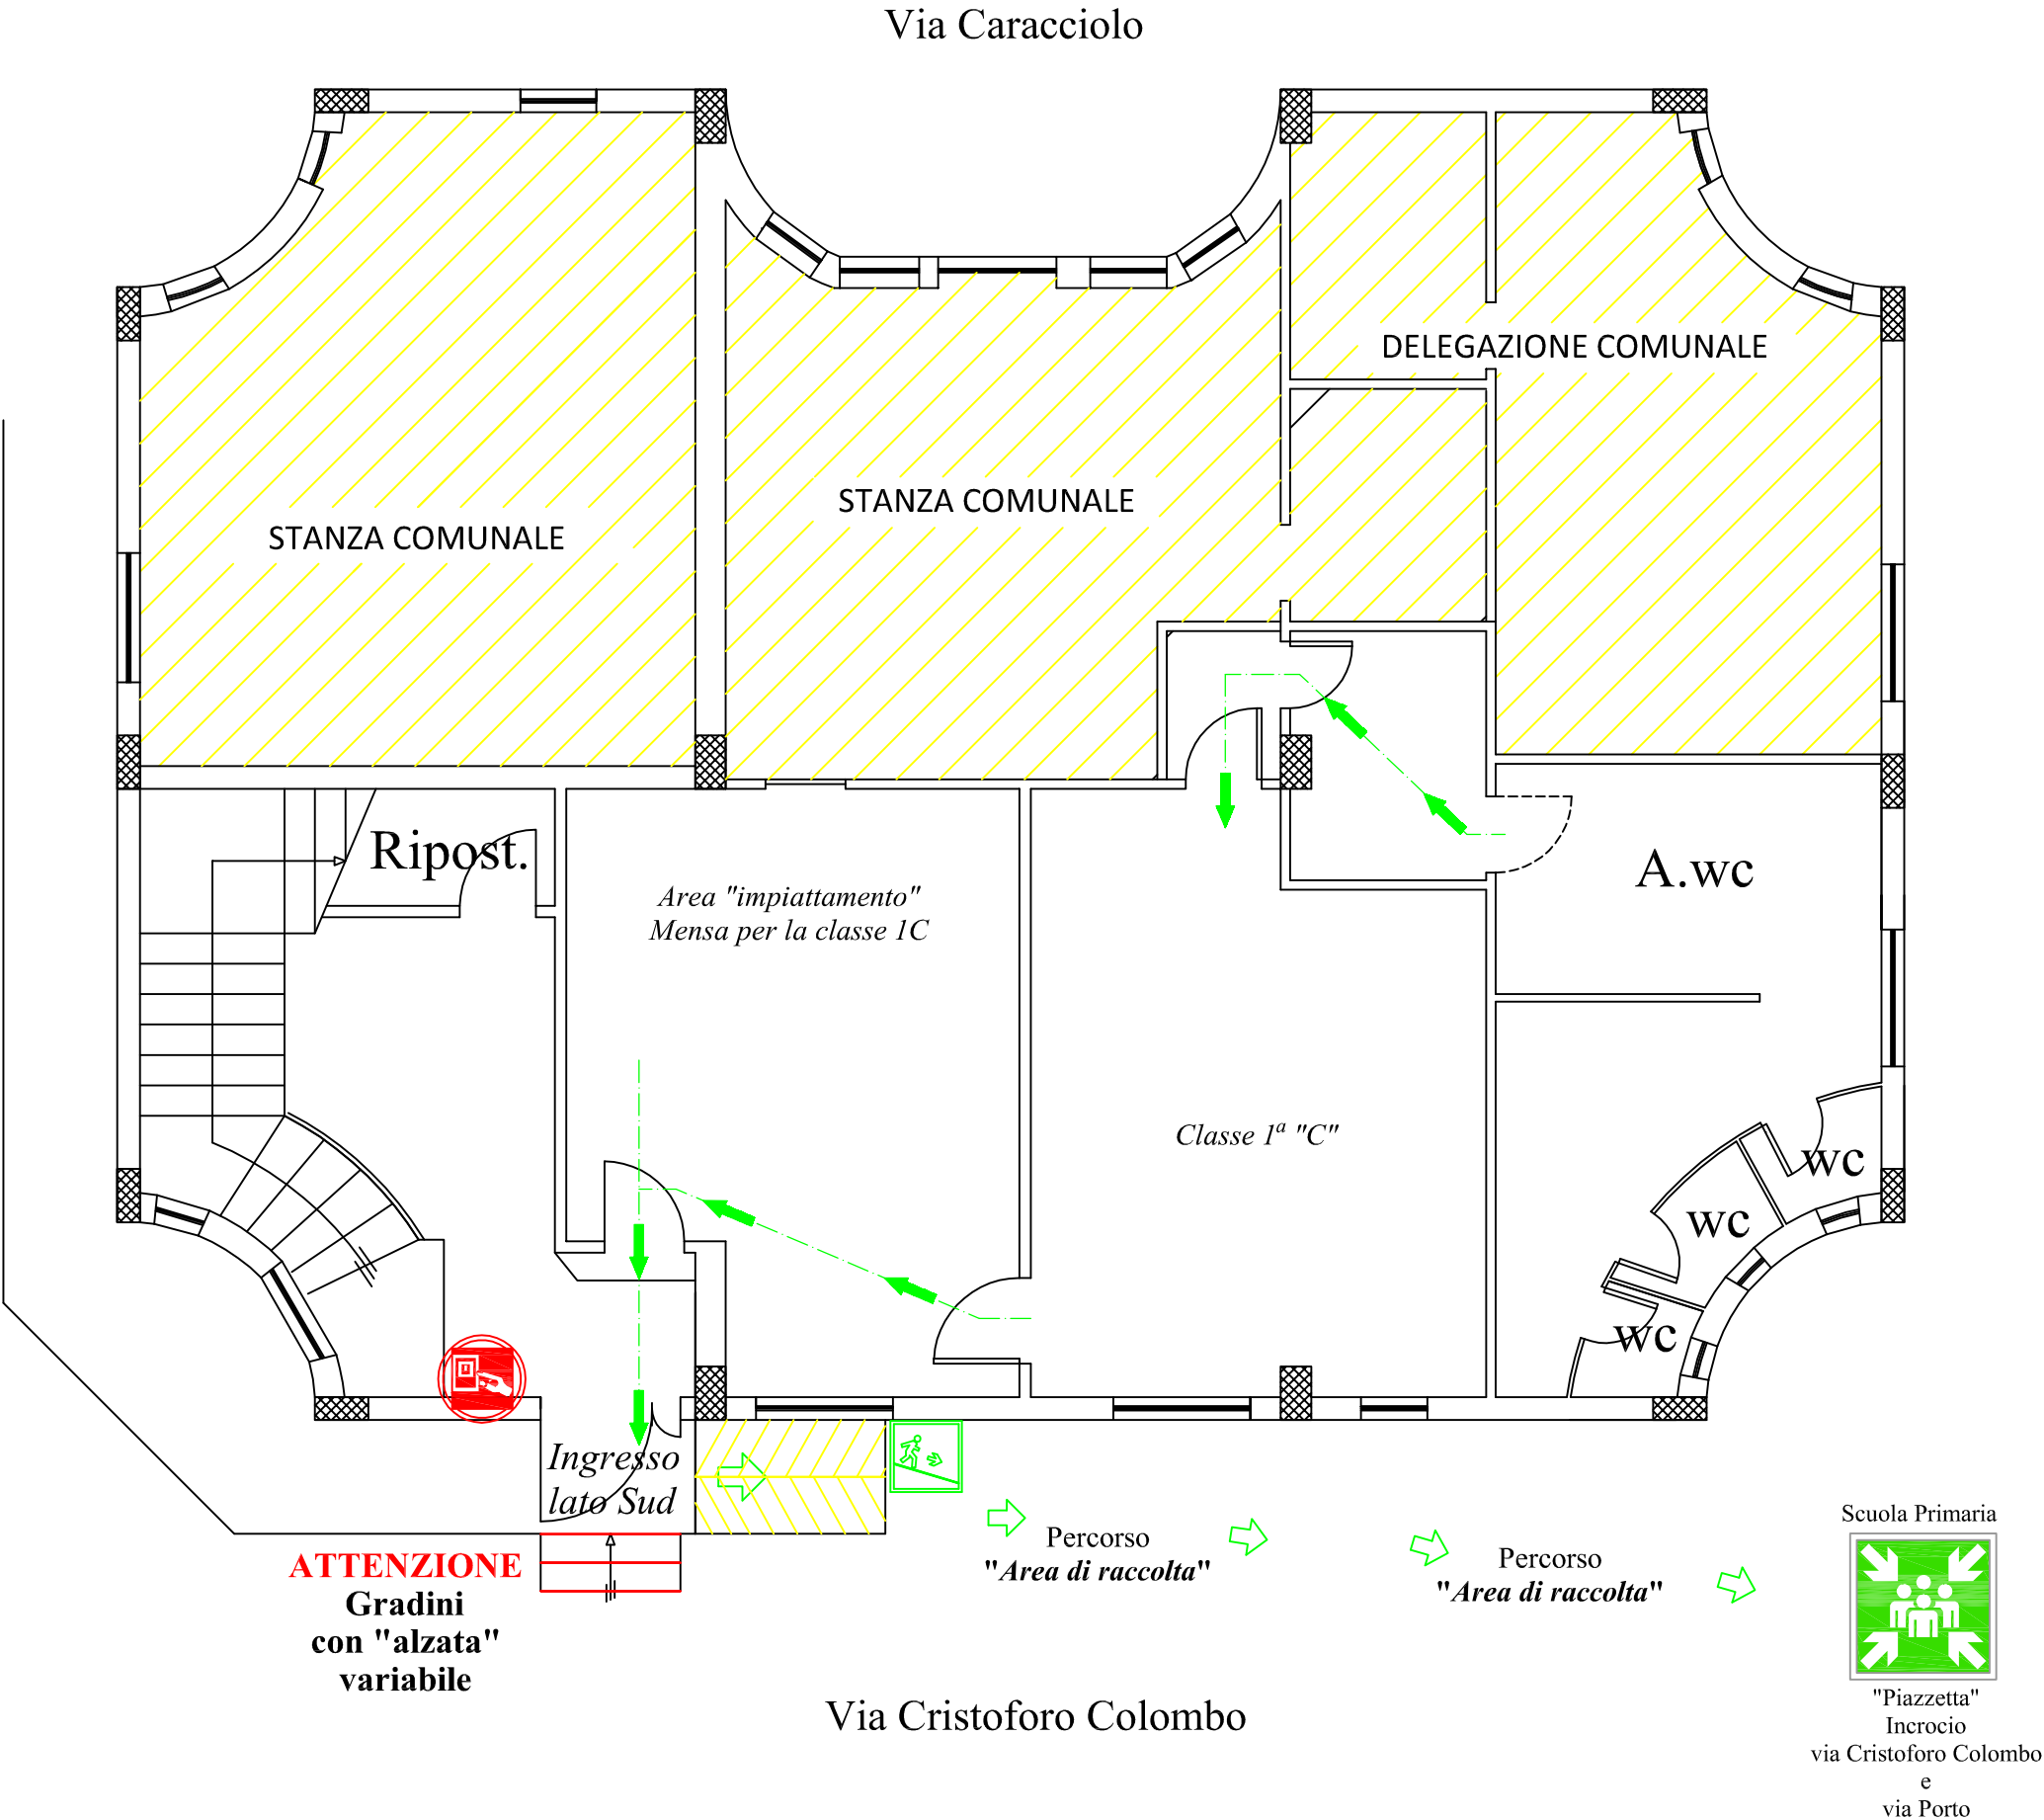 Via Caracciolo
DELEGAZIONE COMUNALE
STANZA COMUNALE
STANZA COMUNALE
Ripost.
A.wc
Area "impiattamento"
Mensa per la classe 1C
Classe 1ª "C"
wc
wc
wc
Ingresso
lato Sud
ATTENZIONE
Gradini
con "alzata"
variabile
Percorso
"Area di raccolta"
Percorso
"Area di raccolta"
Scuola Primaria
"Piazzetta"
Incrocio
via Cristoforo Colombo
e
via Porto
Via Cristoforo Colombo